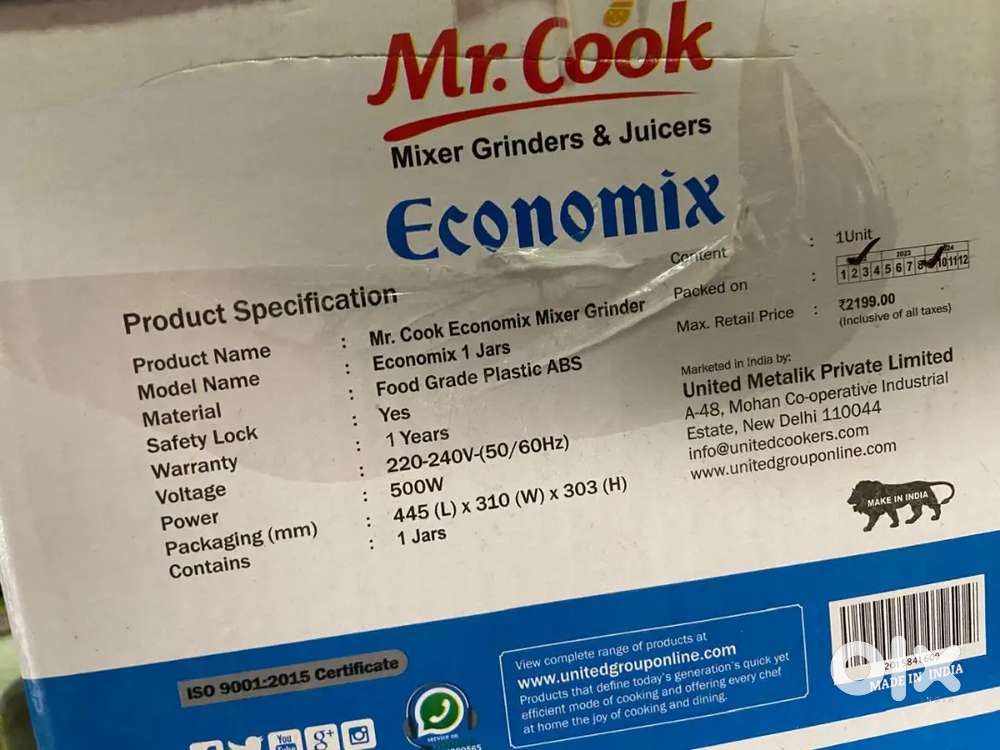 Mr. Cook
Mixer Grinders & Juicers
Economix
Product Specification
Product Name : Mr. Cook Economix Mixer Grinder
Model Name : Economix 1 Jars
Material : Food Grade Plastic ABS
Safety Lock : Yes
Warranty : 1 Years
Voltage : 220-240V-(50/60Hz)
Power : 500W
Packaging (mm) : 445 (L) x 310 (W) x 303 (H)
Contains : 1 Jars
Content : 1Unit
2023
Packed on : 1 2 3 4 5 6 7 8 10 11 12
Max. Retail Price : ₹2199.00
(Inclusive of all taxes)
Marketed in India by:
United Metalik Private Limited
A-48, Mohan Co-operative Industrial
Estate, New Delhi 110044
info@unitedcookers.com
www.unitedgrouponline.com
MAKE IN INDIA
ISO 9001:2015 Certificate
View complete range of products at
www.unitedgrouponline.com
Products that define today`s generation`s quick yet
efficient mode of cooking and offering every chef
at home the joy of cooking and dining.
MADE IN INDIA
olx
You
g+
service on